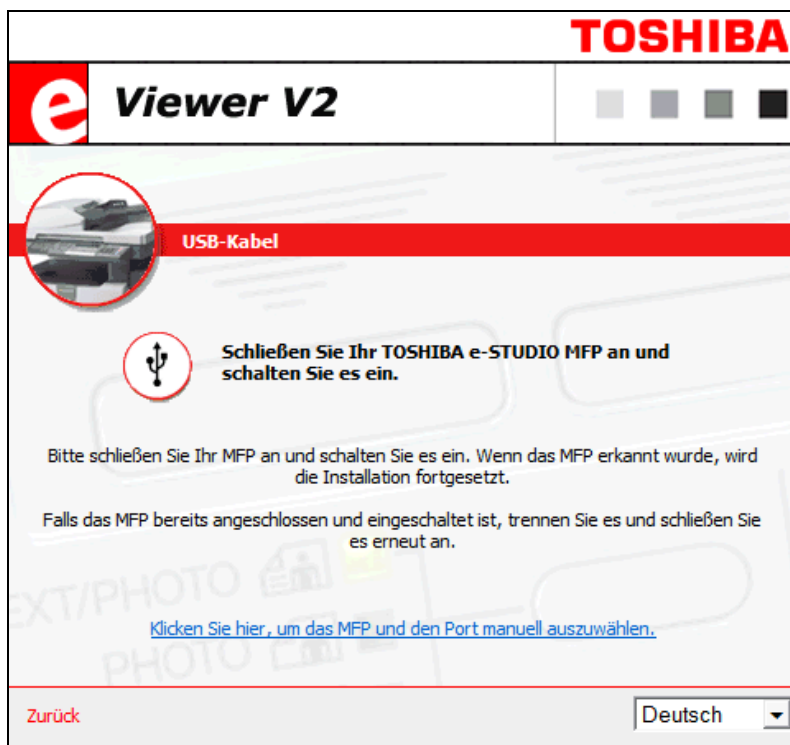 TOSHIBA
e Viewer V2
USB-Kabel
Schließen Sie Ihr TOSHIBA e-STUDIO MFP an und
schalten Sie es ein.
Bitte schließen Sie Ihr MFP an und schalten Sie es ein. Wenn das MFP erkannt wurde, wird
die Installation fortgesetzt.
Falls das MFP bereits angeschlossen und eingeschaltet ist, trennen Sie es und schließen Sie
es erneut an.
EXT/PHOTO
Klicken Sie hier, um das MFP und den Port manuell auszuwählen.
PHOTO
Zurück
Deutsch